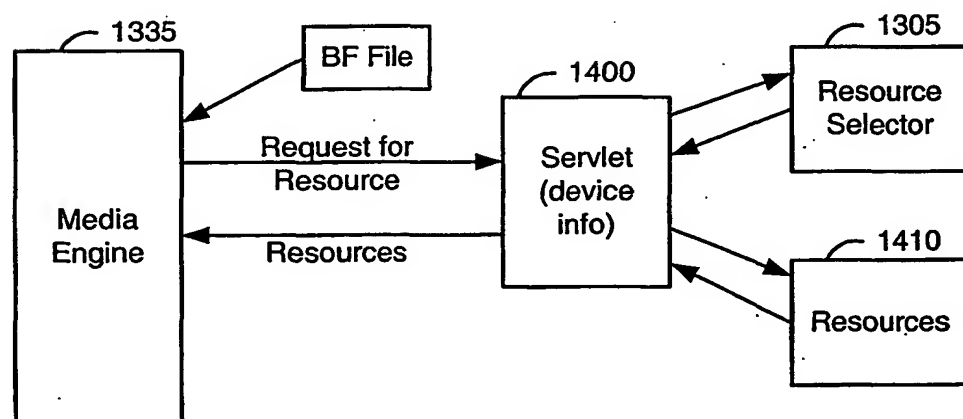 1335
BF File
1400
1305
Resource
Selector
Request for
Resource
Servlet
(device
info)
Media
Engine
Resources
1410
Resources